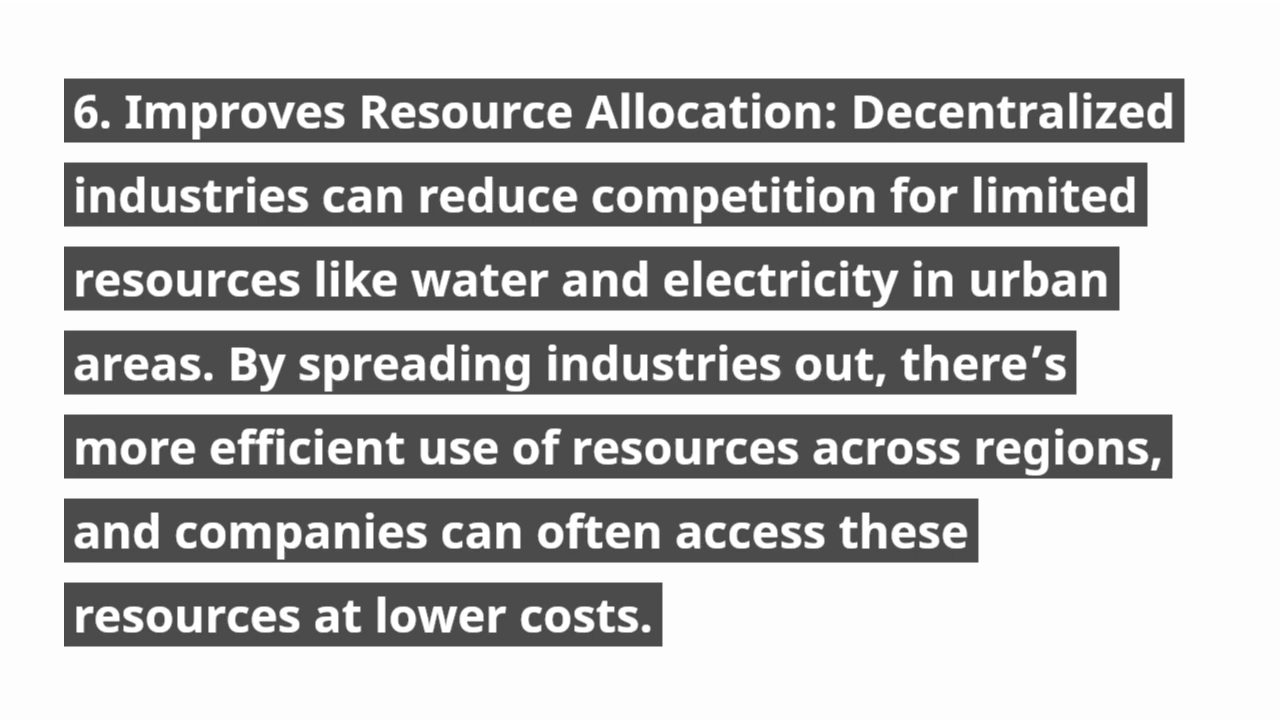 6. Improves Resource Allocation: Decentralized
industries can reduce competition for limited
resources like water and electricity in urban
areas. By spreading industries out, there’s
more efficient use of resources across regions,
and companies can often access these
resources at lower costs.